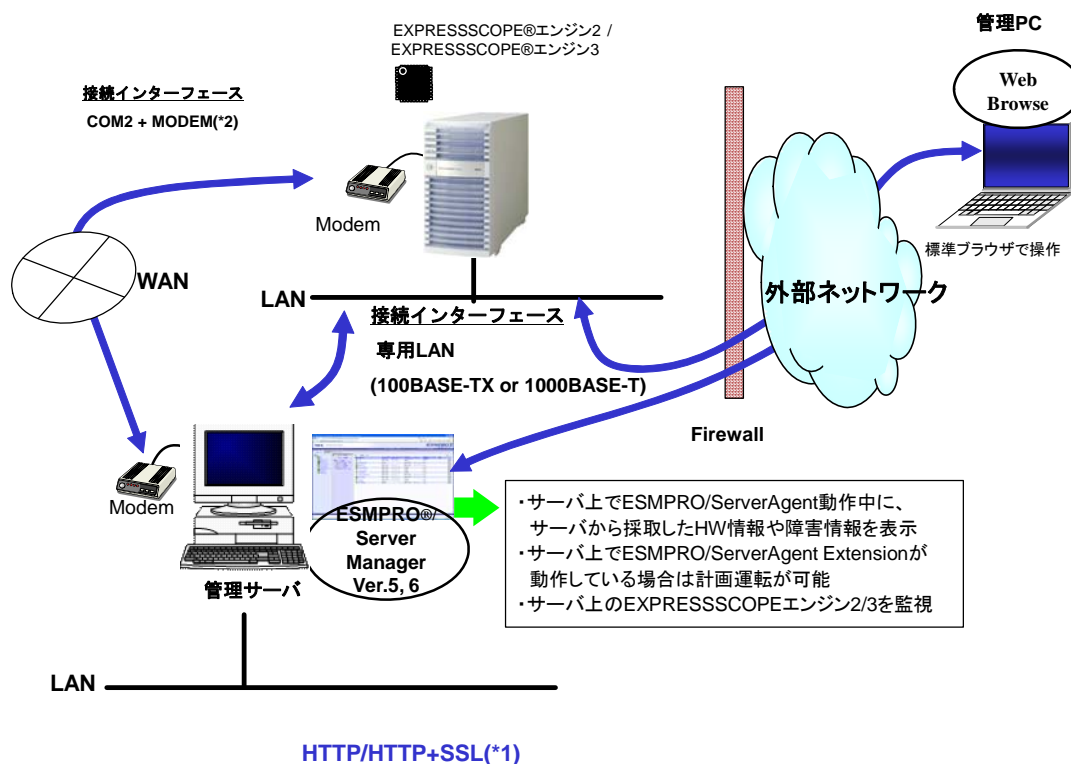 EXPRESSSCOPE®エンジン2 /
EXPRESSSCOPE®エンジン3
管理PC
Web
Browse
接続インターフェース
COM2 + MODEM(*2)
Modem
標準ブラウザで操作
WAN
外部ネットワーク
LAN
接続インターフェース
専用LAN
(100BASE-TX or 1000BASE-T)
Firewall
Modem
ESMPRO®/
Server
Manager
Ver.5, 6
管理サーバ
・サーバ上でESMPRO/ServerAgent動作中に、
サーバから採取したHW情報や障害情報を表示
・サーバ上でESMPRO/ServerAgent Extensionが
動作している場合は計画運転が可能
・サーバ上のEXPRESSSCOPEエンジン2/3を監視
LAN
HTTP/HTTP+SSL(*1)